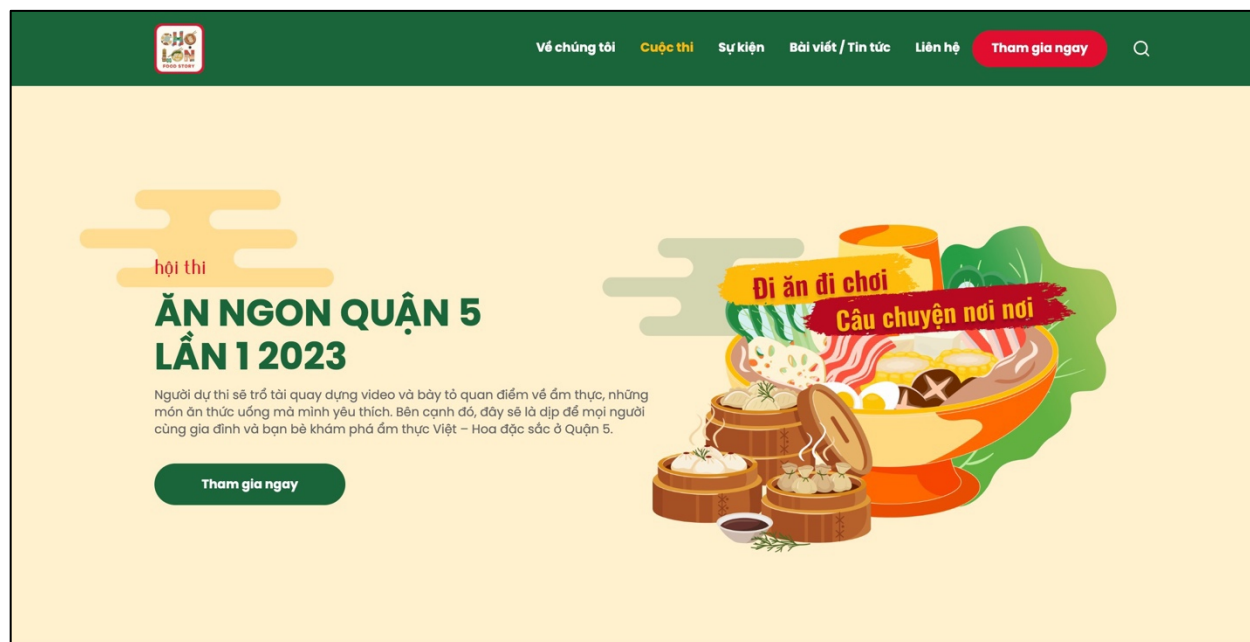 CHỢ
LỚN
FOOD STORY
Về chúng tôi Cuộc thi Sự kiện Bài viết / Tin tức Liên hệ Tham gia ngay
hội thi
ĂN NGON QUẬN 5
LẦN 1 2023
Người dự thi sẽ trổ tài quay dựng video và bày tỏ quan điểm về ẩm thực, những
món ăn thức uống mà mình yêu thích. Bên cạnh đó, đây sẽ là dịp để mọi người
cùng gia đình và bạn bè khám phá ẩm thực Việt – Hoa đặc sắc ở Quận 5.
Tham gia ngay
Đi ăn đi chơi
Câu chuyện nơi nơi